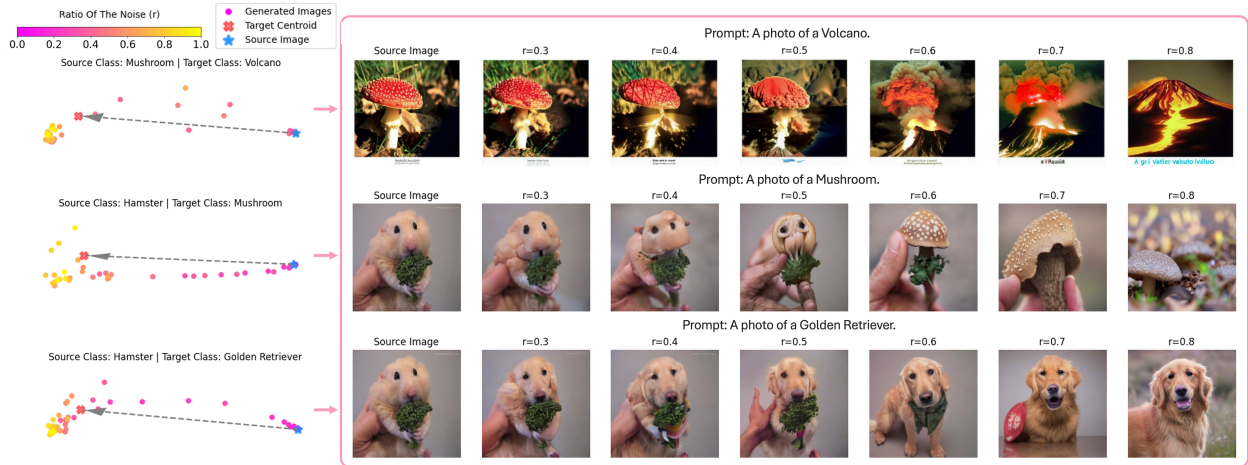 Ratio Of The Noise (r)
0.0 0.2 0.4 0.6 0.8 1.0
Generated Images
Target Centroid
Source Image
Source Class: Mushroom | Target Class: Volcano
Prompt: A photo of a Volcano.
Source Image r=0.3 r=0.4 r=0.5 r=0.6 r=0.7 r=0.8
Source Class: Hamster | Target Class: Mushroom
Prompt: A photo of a Mushroom.
Source Image r=0.3 r=0.4 r=0.5 r=0.6 r=0.7 r=0.8
Source Class: Hamster | Target Class: Golden Retriever
Prompt: A photo of a Golden Retriever.
Source Image r=0.3 r=0.4 r=0.5 r=0.6 r=0.7 r=0.8